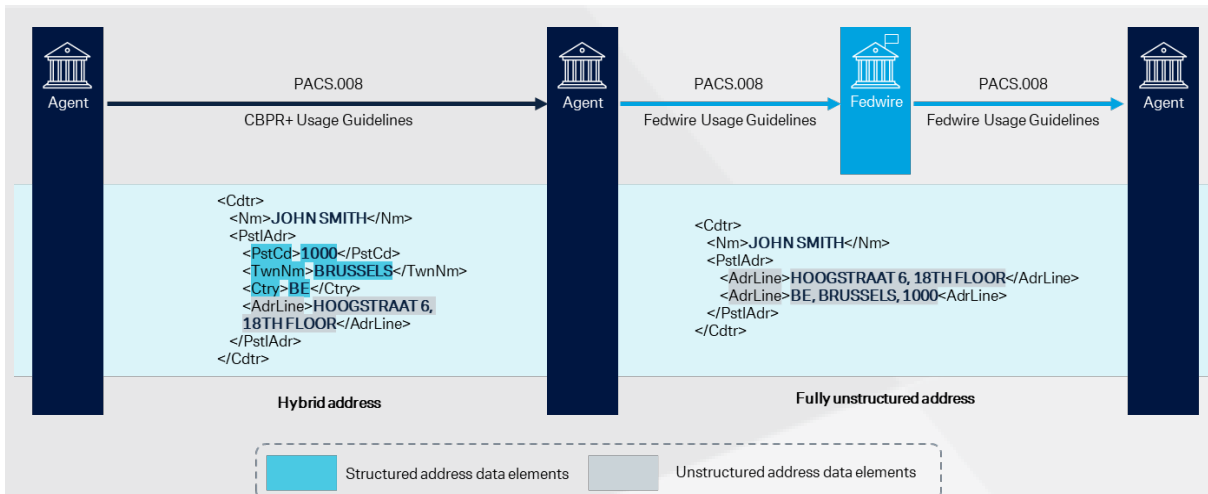 Agent
PACS.008
CBPR+ Usage Guidelines
Agent
PACS.008
Fedwire Usage Guidelines
Fedwire
PACS.008
Fedwire Usage Guidelines
Agent
<Cdtr>
<Nm>JOHN SMITH</Nm>
<PstlAdr>
<PstCd>1000</PstCd>
<TwnNm>BRUSSELS</TwnNm>
<Ctry>BE</Ctry>
<AdrLine>HOOGSTRAAT 6,
18TH FLOOR</AdrLine>
</PstlAdr>
</Cdtr>
<Cdtr>
<Nm>JOHN SMITH</Nm>
<PstlAdr>
<AdrLine>HOOGSTRAAT 6, 18TH FLOOR</AdrLine>
<AdrLine>BE, BRUSSELS, 1000<AdrLine>
</PstlAdr>
</Cdtr>
Hybrid address
Fully unstructured address
Structured address data elements
Unstructured address data elements